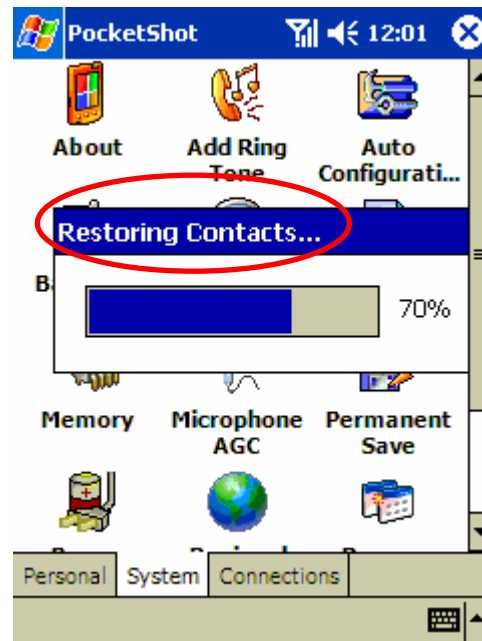 PocketShot 12:01
About Add Ring Auto
Tone Configurati...
Restoring Contacts...
70%
Memory Microphone Permanent
AGC Save
Personal System Connections